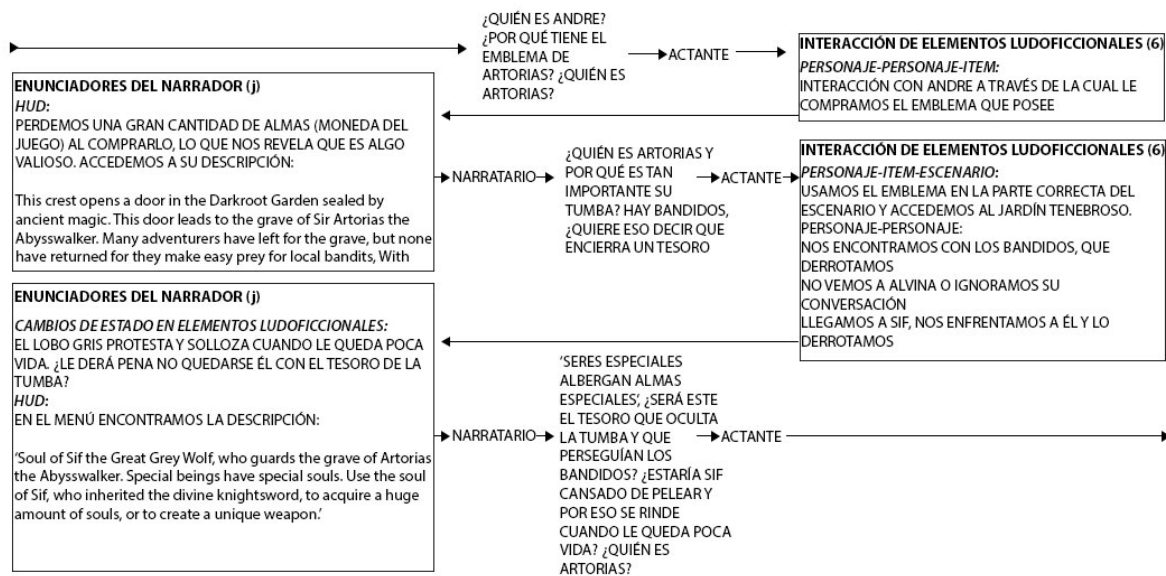 ¿QUIÉN ES ANDRE?
¿POR QUÉ TIENE EL
EMBLEMA DE
ARTORIAS? ¿QUIÉN ES
ARTORIAS?
ACTANTE
INTERACCIÓN DE ELEMENTOS LUDOFICCIONALES (6)
PERSONAJE-PERSONAJE-ITEM:
INTERACCIÓN CON ANDRE A TRAVÉS DE LA CUAL LE
COMPRAMOS EL EMBLEMA QUE POSEE
ENUNCIADORES DEL NARRADOR (j)
HUD:
PERDEMOS UNA GRAN CANTIDAD DE ALMAS (MONEDA DEL
JUEGO) AL COMPRARLO, LO QUE NOS REVELA QUE ES ALGO
VALIOSO. ACCEDEMOS A SU DESCRIPCIÓN:
This crest opens a door in the Darkroot Garden sealed by
ancient magic. This door leads to the grave of Sir Artorias the
Abysswalker. Many adventurers have left for the grave, but none
have returned for they make easy prey for local bandits, With
NARRATARIO
¿QUIÉN ES ARTORIAS Y
POR QUÉ ES TAN
IMPORTANTE SU
TUMBA? HAY BANDIDOS,
¿QUIERE ESO DECIR QUE
ENCIERRA UN TESORO
ACTANTE
INTERACCIÓN DE ELEMENTOS LUDOFICCIONALES (6)
PERSONAJE-ITEM-ESCENARIO:
USAMOS EL EMBLEMA EN LA PARTE CORRECTA DEL
ESCENARIO Y ACCEDEMOS AL JARDÍN TENEBROSO.
PERSONAJE-PERSONAJE:
NOS ENCONTRAMOS CON LOS BANDIDOS, QUE
DERROTAMOS
NO VEMOS A ALVINA O IGNORAMOS SU
CONVERSACIÓN
LLEGAMOS A SIF, NOS ENFRENTAMOS A ÉL Y LO
DERROTAMOS
ENUNCIADORES DEL NARRADOR (j)
CAMBIOS DE ESTADO EN ELEMENTOS LUDOFICCIONALES:
EL LOBO GRIS PROTESTA Y SOLLOZA CUANDO LE QUEDA POCA
VIDA. ¿LE DERÁ PENA NO QUEDARSE ÉL CON EL TESORO DE LA
TUMBA?
HUD:
EN EL MENÚ ENCONTRAMOS LA DESCRIPCIÓN:
'Soul of Sif the Great Grey Wolf, who guards the grave of Artorias
the Abysswalker. Special beings have special souls. Use the soul
of Sif, who inherited the divine knightsword, to acquire a huge
amount of souls, or to create a unique weapon.'
NARRATARIO
'SERES ESPECIALES
ALBERGAN ALMAS
ESPECIALES', ¿SERÁ ESTE
EL TESORO QUE OCULTA
LA TUMBA Y QUE
PERSEGUÍAN LOS
BANDIDOS? ¿ESTARÍA SIF
CANSADO DE PELEAR Y
POR ESO SE RINDE
CUANDO LE QUEDA POCA
VIDA? ¿QUIÉN ES
ARTORIAS?
ACTANTE